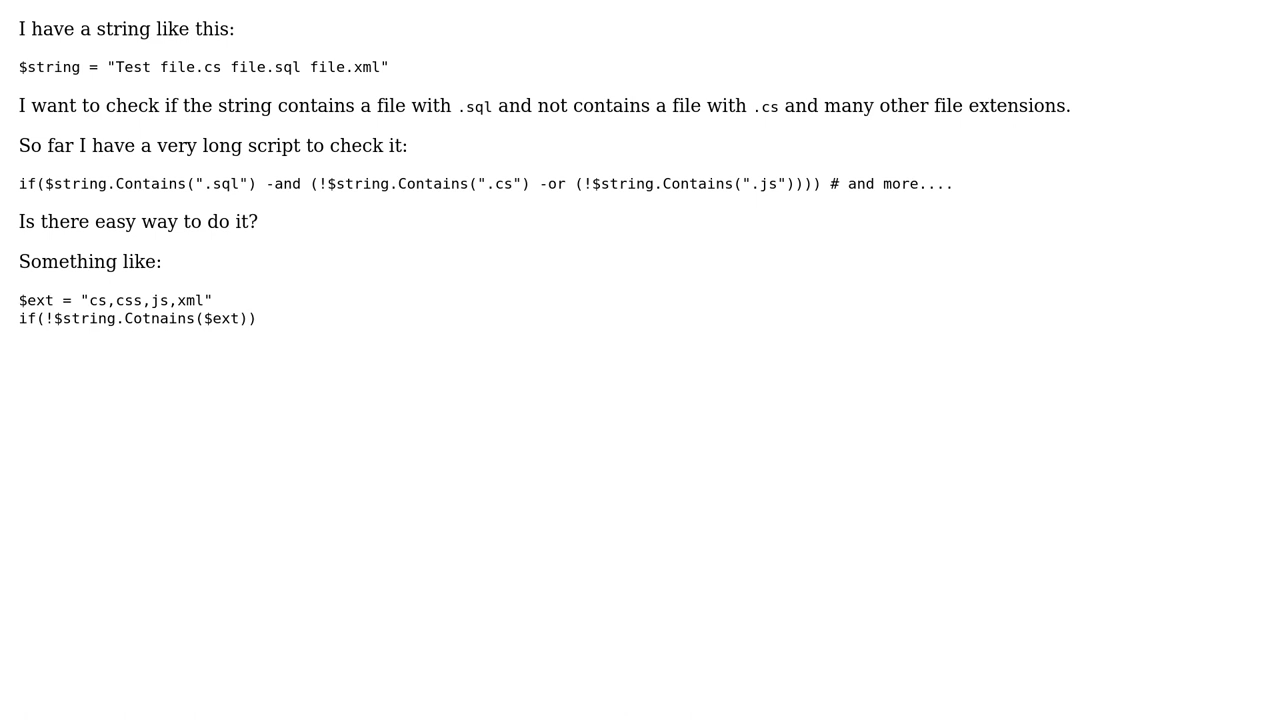 I have a string like this:
$string = "Test file.cs file.sql file.xml"
I want to check if the string contains a file with .sql and not contains a file with .cs and many other file extensions.
So far I have a very long script to check it:
if($string.Contains(".sql") -and (!$string.Contains(".cs") -or (!$string.Contains(".js")))) # and more....
Is there easy way to do it?
Something like:
$ext = "cs,css,js,xml"
if(!$string.Cotnains($ext))